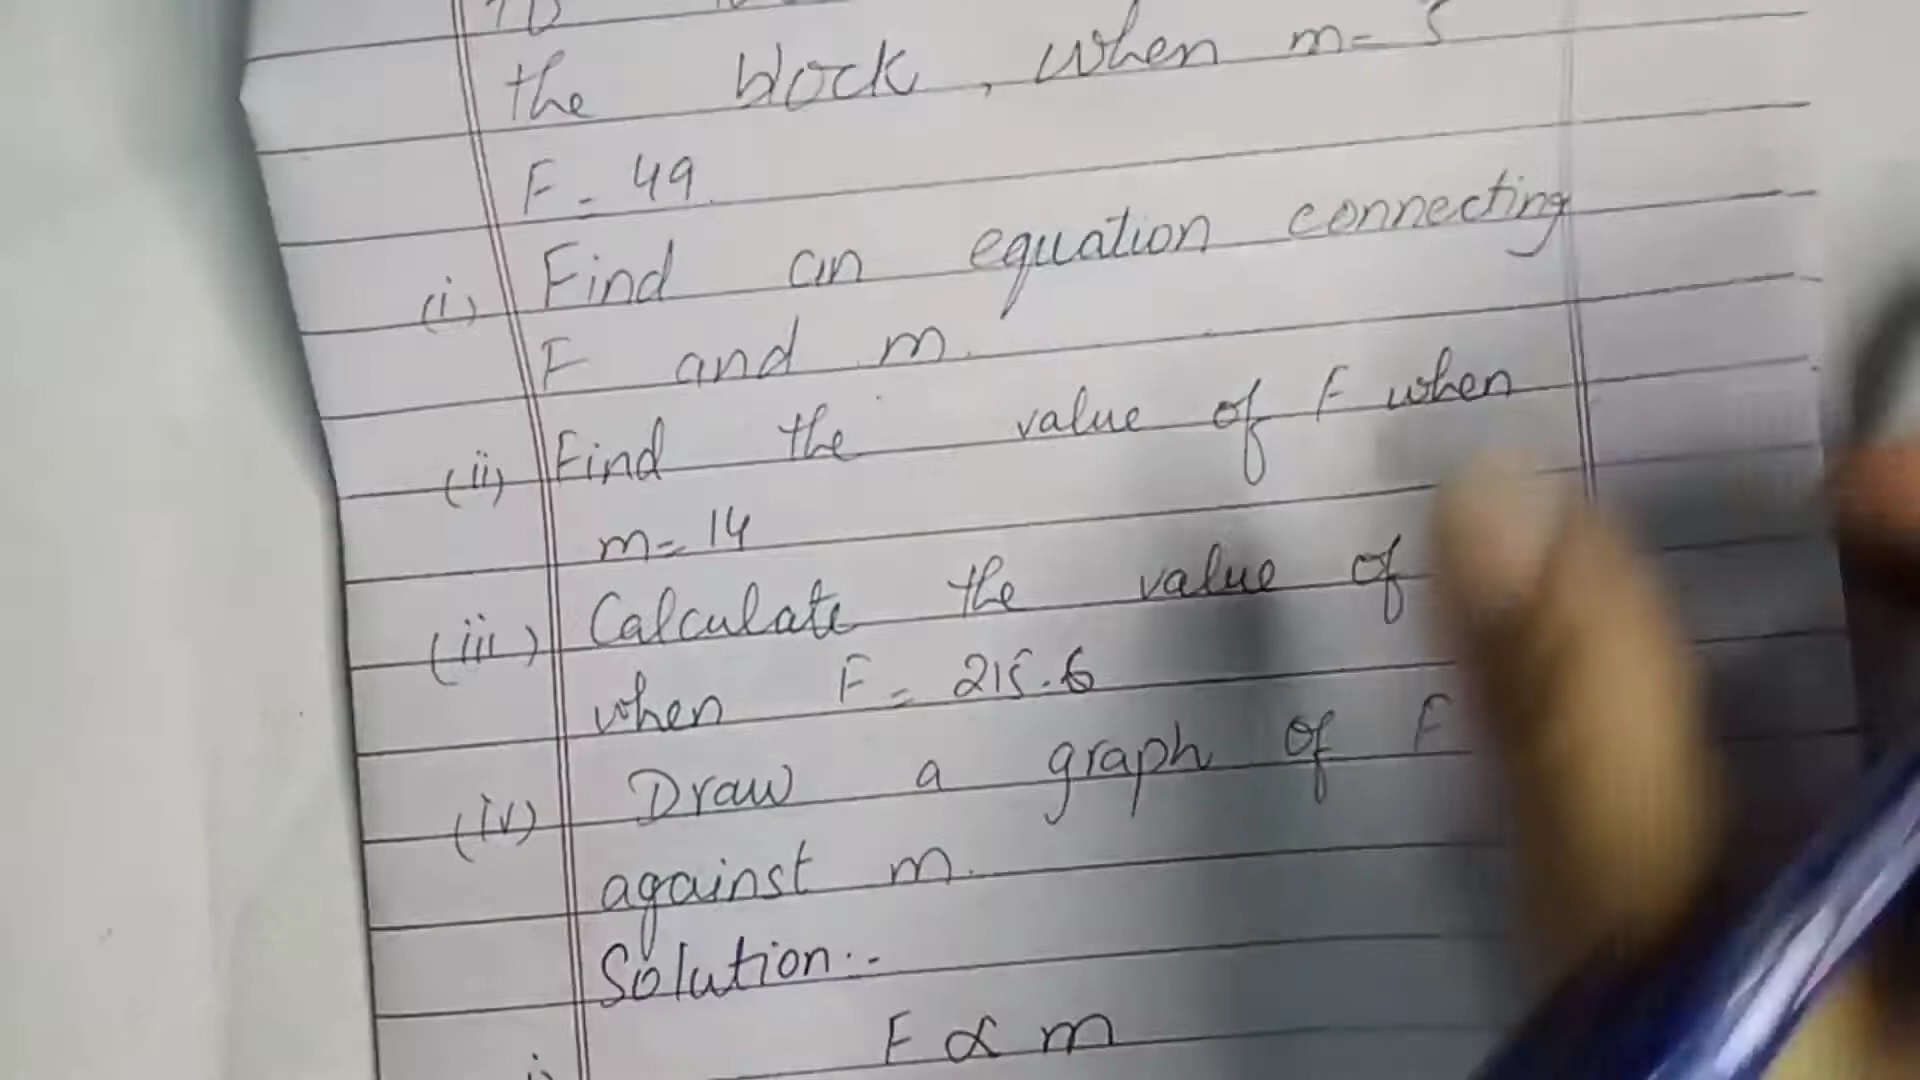 the block, when m = 5
F = 49.
(i) Find an equation connecting
F and m.
(ii) Find the value of F when
m = 14
(iii) Calculate the value of
when F = 215.6
(iv) Draw a graph of F
against m.
Solution:-
i) F ∝ m